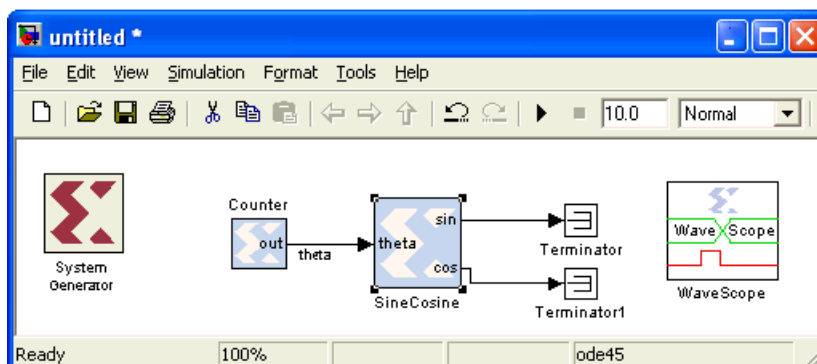 untitled *
File Edit View Simulation Format Tools Help
10.0 Normal
Counter
out
theta
theta
sin
cos
SineCosine
Terminator
Terminator1
System
Generator
Wave Scope
WaveScope
Ready 100% ode45